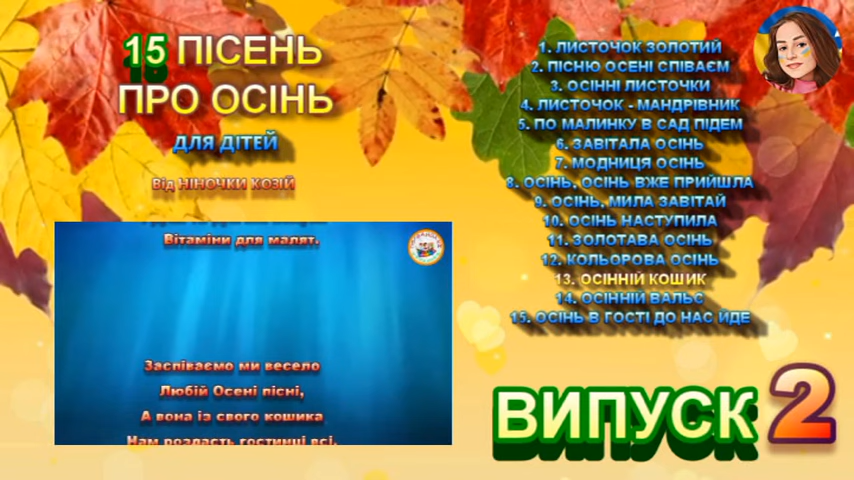 15 ПІСЕНЬ
ПРО ОСІНЬ
ДЛЯ ДІТЕЙ
Від НІНОЧКИ ХОЗІЙ
Вітаміни для малят.
Заспіваємо ми весело
Любій Осені пісні,
А вона із свого кошика
Нам роздасть гостинці всі.
1. ЛИСТОЧОК ЗОЛОТИЙ
2. ПІСНЮ ОСЕНІ СПІВАЄМ
3. ОСІННІ ЛИСТОЧКИ
4. ЛИСТОЧОК - МАНДРІВНИК
5. ПО МАЛИНКУ В САД ПІДЕМ
6. ЗАВІТАЛА ОСІНЬ
7. МОДНИЦЯ ОСІНЬ
8. ОСІНЬ, ОСІНЬ ВЖЕ ПРИЙШЛА
9. ОСІНЬ, МИЛА ЗАВІТАЙ
10. ОСІНЬ НАСТУПИЛА
11. ЗОЛОТАВА ОСІНЬ
12. КОЛЬОРОВА ОСІНЬ
13. ОСІННІЙ КОШИК
14. ОСІННІЙ ВАЛЬС
15. ОСІНЬ В ГОСТІ ДО НАС ЙДЕ
ВИПУСК 2